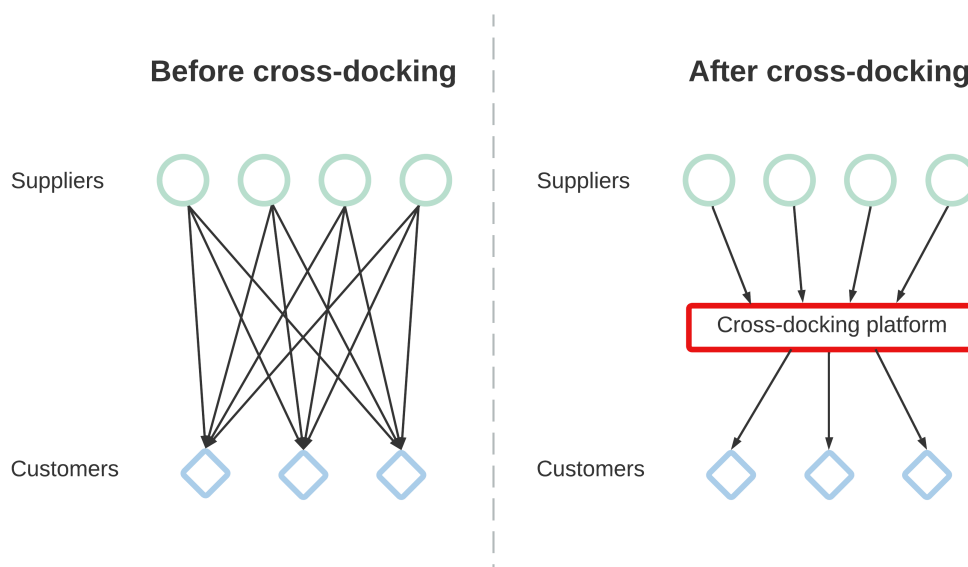 Before cross-docking
Suppliers
Customers
After cross-docking
Suppliers
Cross-docking platform
Customers